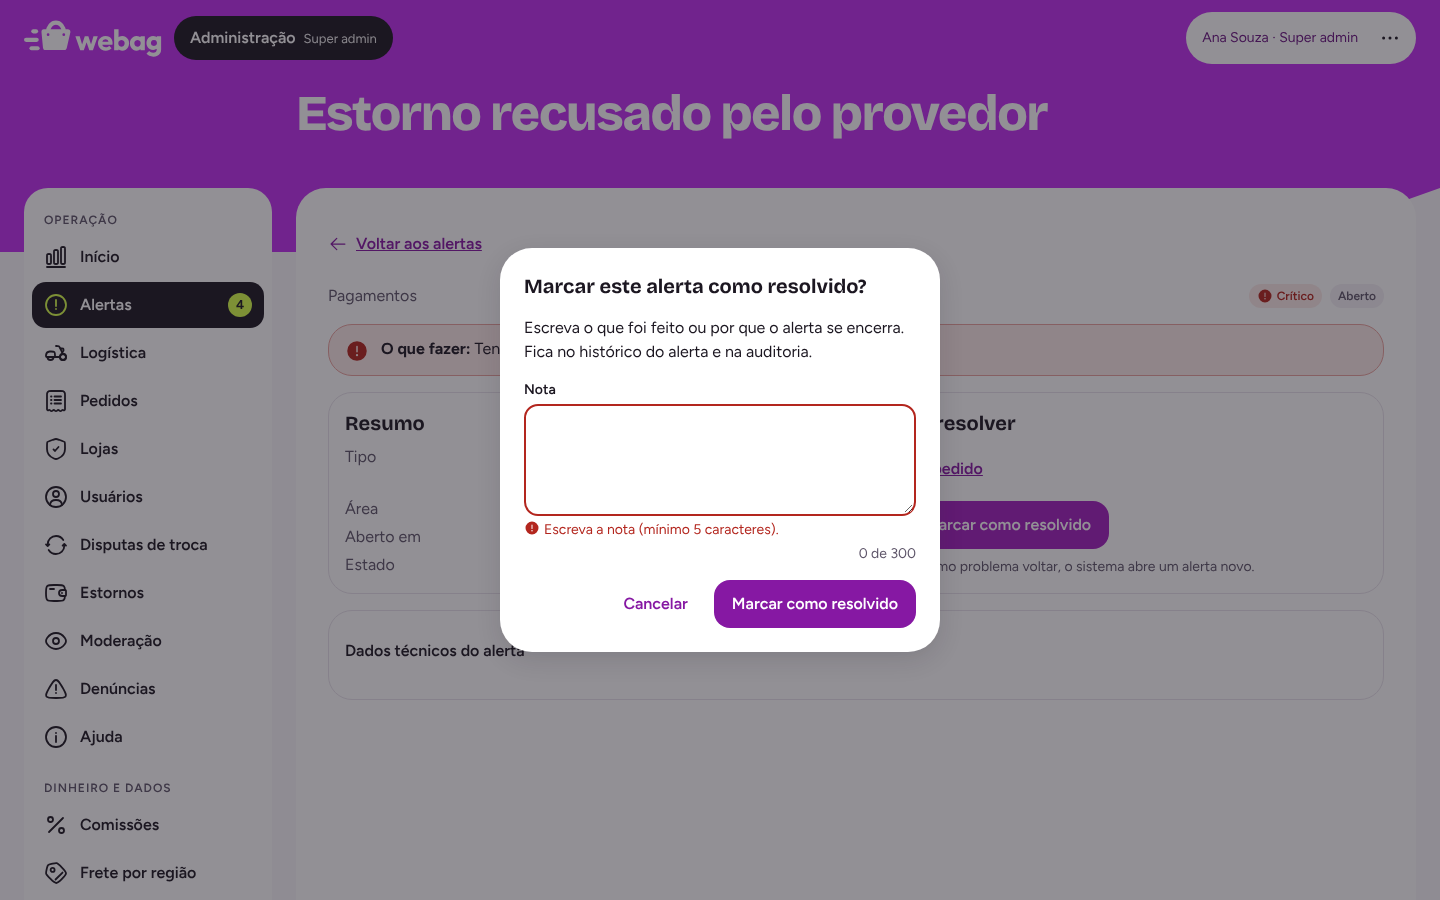 webag
Administração Super admin
Ana Souza · Super admin
Estorno recusado pelo provedor
OPERAÇÃO
Início
Alertas 4
Logística
Pedidos
Lojas
Usuários
Disputas de troca
Estornos
Moderação
Denúncias
Ajuda
DINHEIRO E DADOS
Comissões
Frete por região
Voltar aos alertas
Pagamentos
Crítico
Aberto
O que fazer: Ten
Resumo
Tipo
Área
Aberto em
Estado
resolver
pedido
arcar como resolvido
mo problema voltar, o sistema abre um alerta novo.
Dados técnicos do alerta
Marcar este alerta como resolvido?
Escreva o que foi feito ou por que o alerta se encerra.
Fica no histórico do alerta e na auditoria.
Nota
Escreva a nota (mínimo 5 caracteres).
0 de 300
Cancelar
Marcar como resolvido